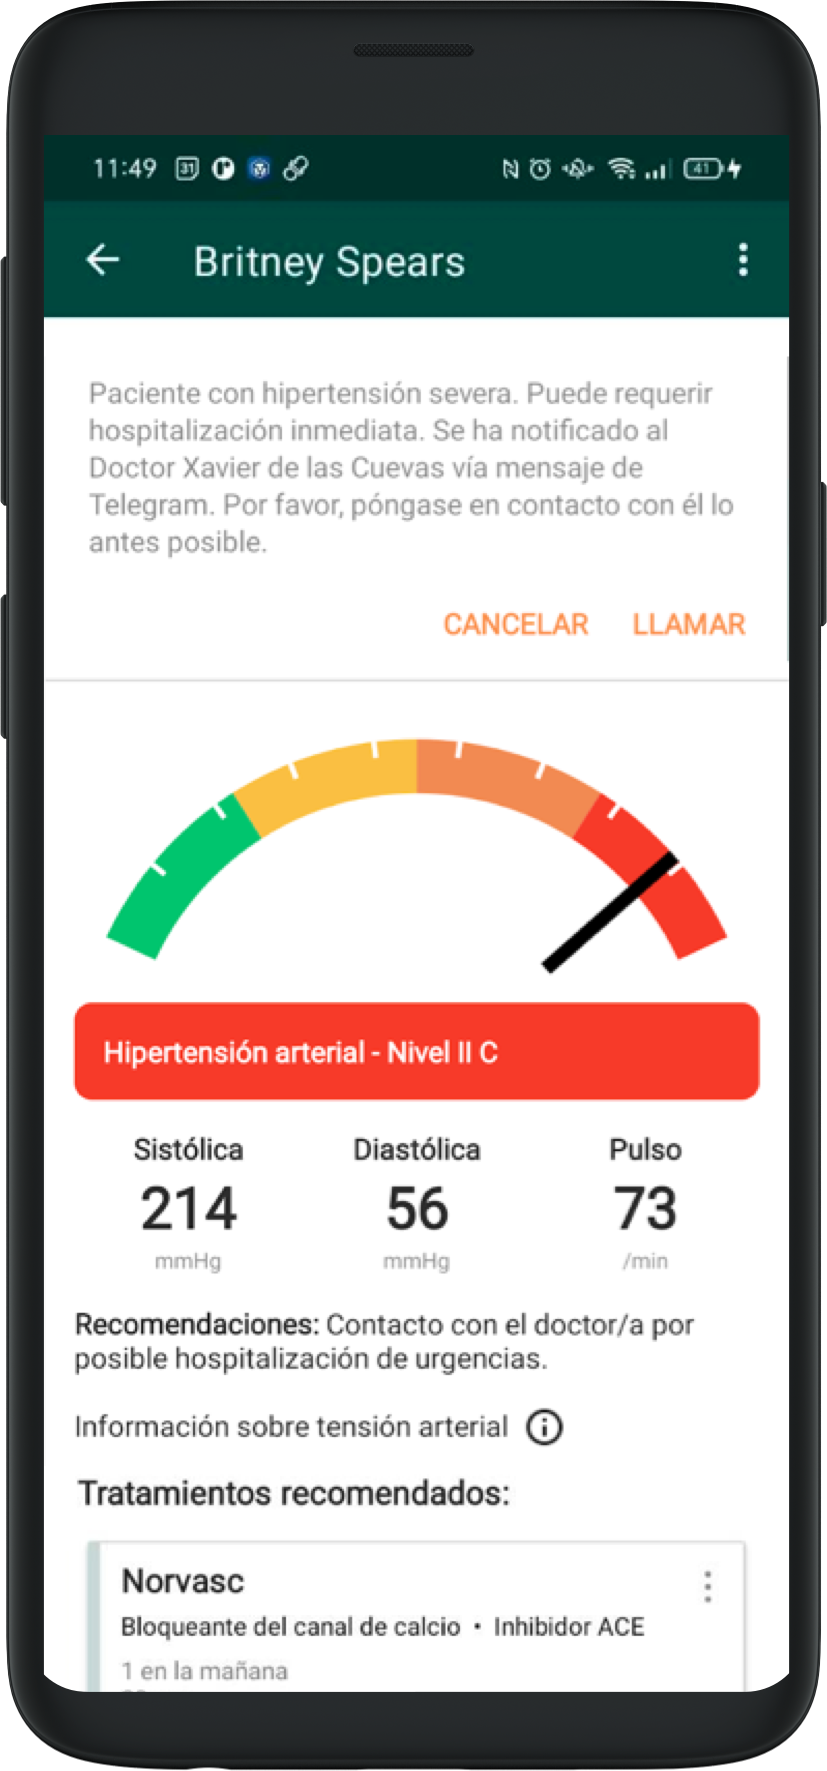 11:49
31
41
Britney Spears
Paciente con hipertensión severa. Puede requerir
hospitalización inmediata. Se ha notificado al
Doctor Xavier de las Cuevas vía mensaje de
Telegram. Por favor, póngase en contacto con él lo
antes posible.
CANCELAR LLAMAR
Hipertensión arterial - Nivel II C
Sistólica Diastólica Pulso
214 56 73
mmHg mmHg /min
Recomendaciones: Contacto con el doctor/a por
posible hospitalización de urgencias.
Información sobre tensión arterial
Tratamientos recomendados:
Norvasc
Bloqueante del canal de calcio • Inhibidor ACE
1 en la mañana